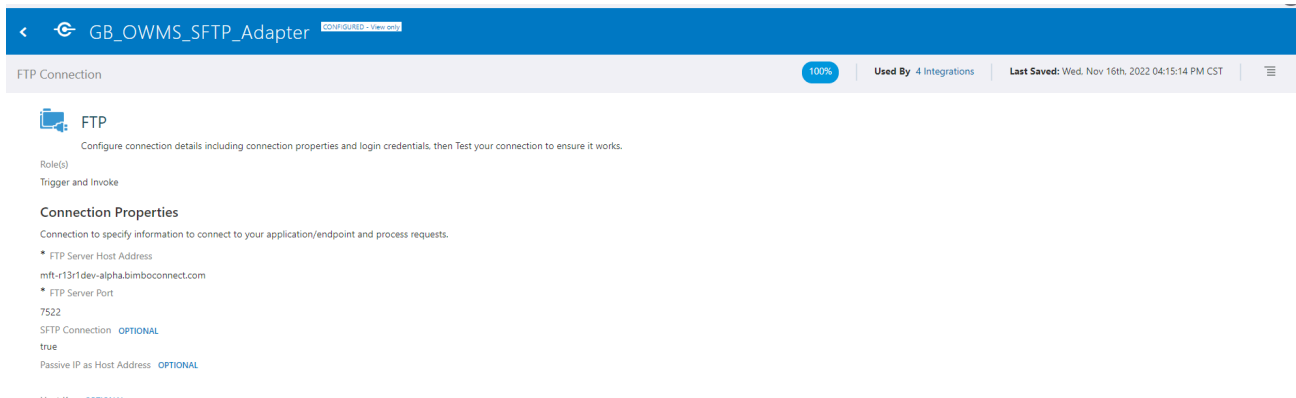 GB_OWMS_SFTP_Adapter CONFIGURED - View only
FTP Connection 100% Used By 4 Integrations Last Saved: Wed, Nov 16th, 2022 04:15:14 PM CST
FTP
Configure connection details including connection properties and login credentials, then Test your connection to ensure it works.
Role(s)
Trigger and Invoke
Connection Properties
Connection to specify information to connect to your application/endpoint and process requests.
* FTP Server Host Address
mft-r13r1dev-alpha.bimboconnect.com
* FTP Server Port
7522
SFTP Connection OPTIONAL
true
Passive IP as Host Address OPTIONAL